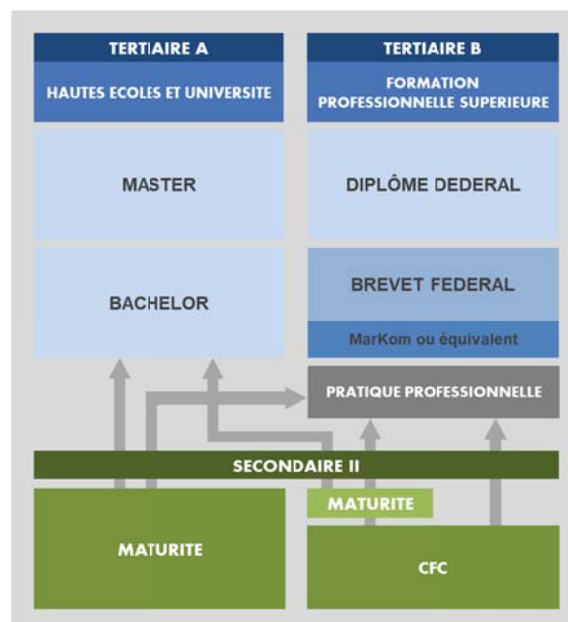 TERTIAIRE A
HAUTES ECOLES ET UNIVERSITE
MASTER
BACHELOR
TERTIAIRE B
FORMATION
PROFESSIONNELLE SUPERIEURE
DIPLÔME DEDERAL
BREVET FEDERAL
MarKom ou équivalent
PRATIQUE PROFESSIONNELLE
SECONDAIRE II
MATURITE
MATURITE
CFC